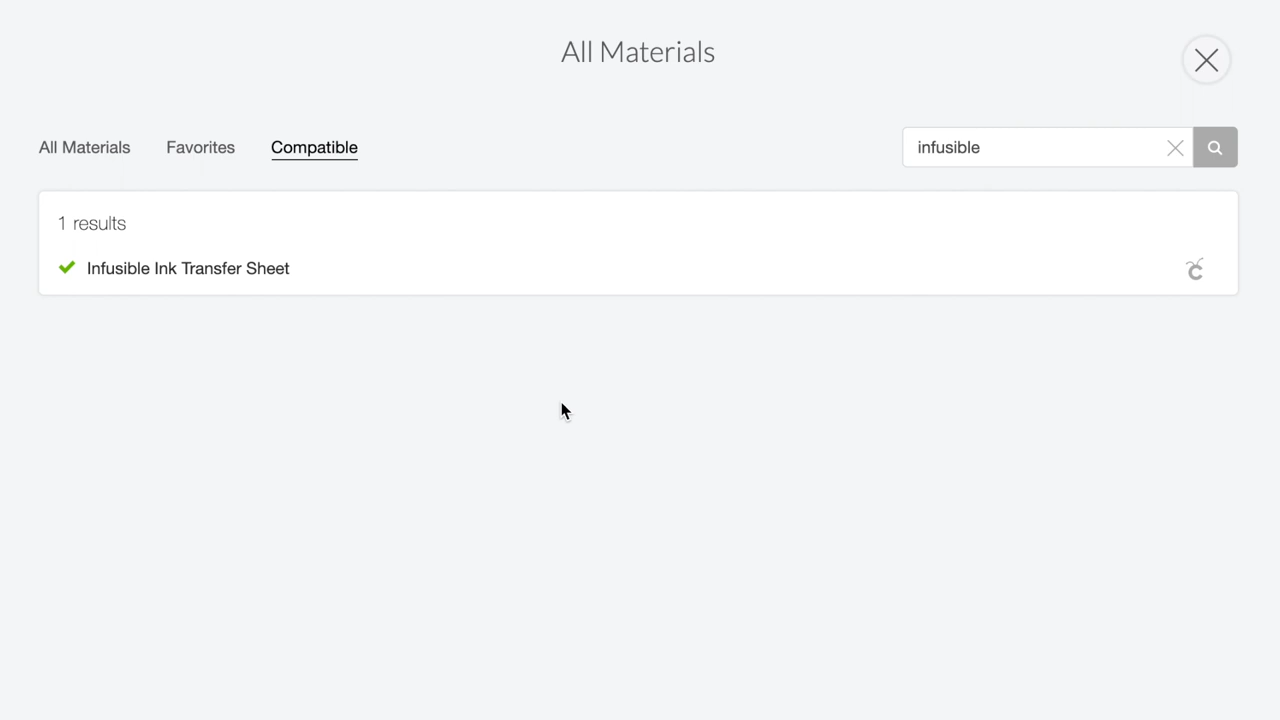 All Materials
All Materials
Favorites
Compatible
infusible
1 results
Infusible Ink Transfer Sheet